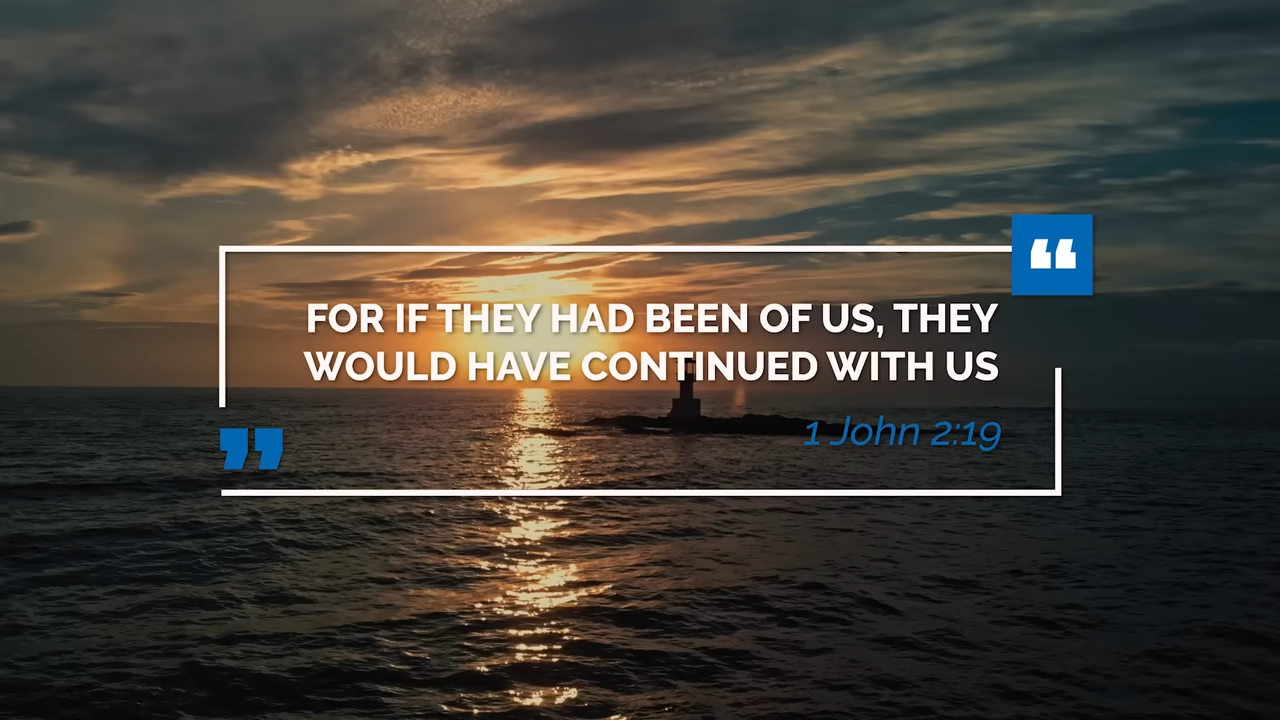 “
FOR IF THEY HAD BEEN OF US, THEY
WOULD HAVE CONTINUED WITH US
1 John 2:19
”